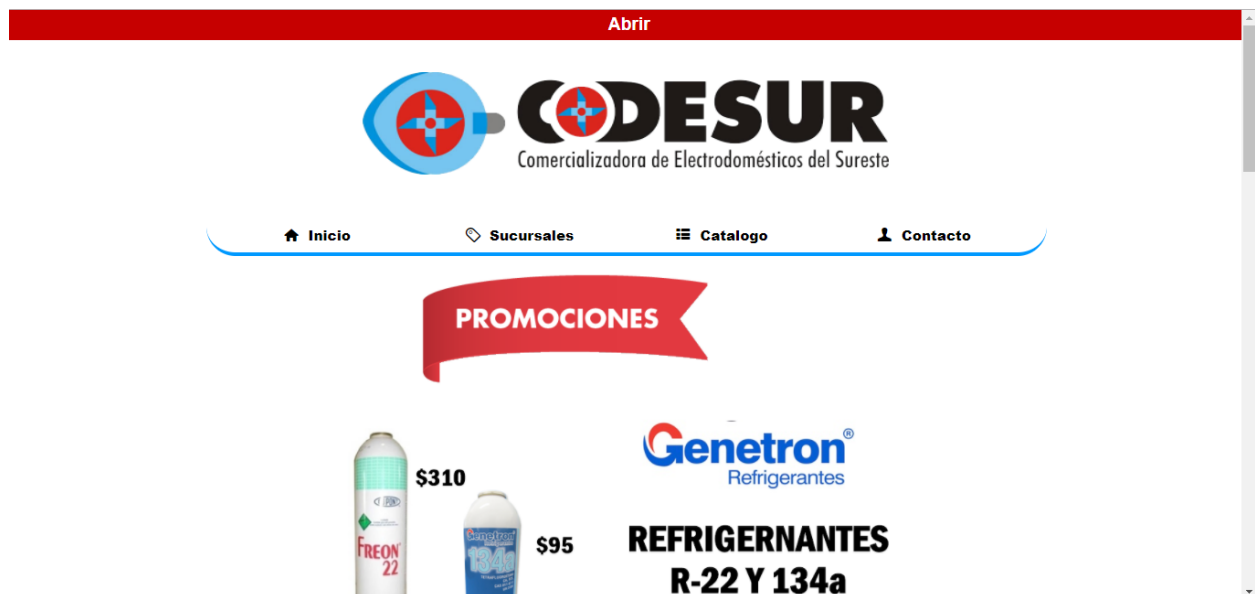 Abrir
CODESUR
Comercializadora de Electrodomésticos del Sureste
Inicio
Sucursales
Catalogo
Contacto
PROMOCIONES
Genetron®
Refrigerantes
$310
$95
REFRIGERNANTES
R-22 Y 134a
FREON
22
Genetron
134a